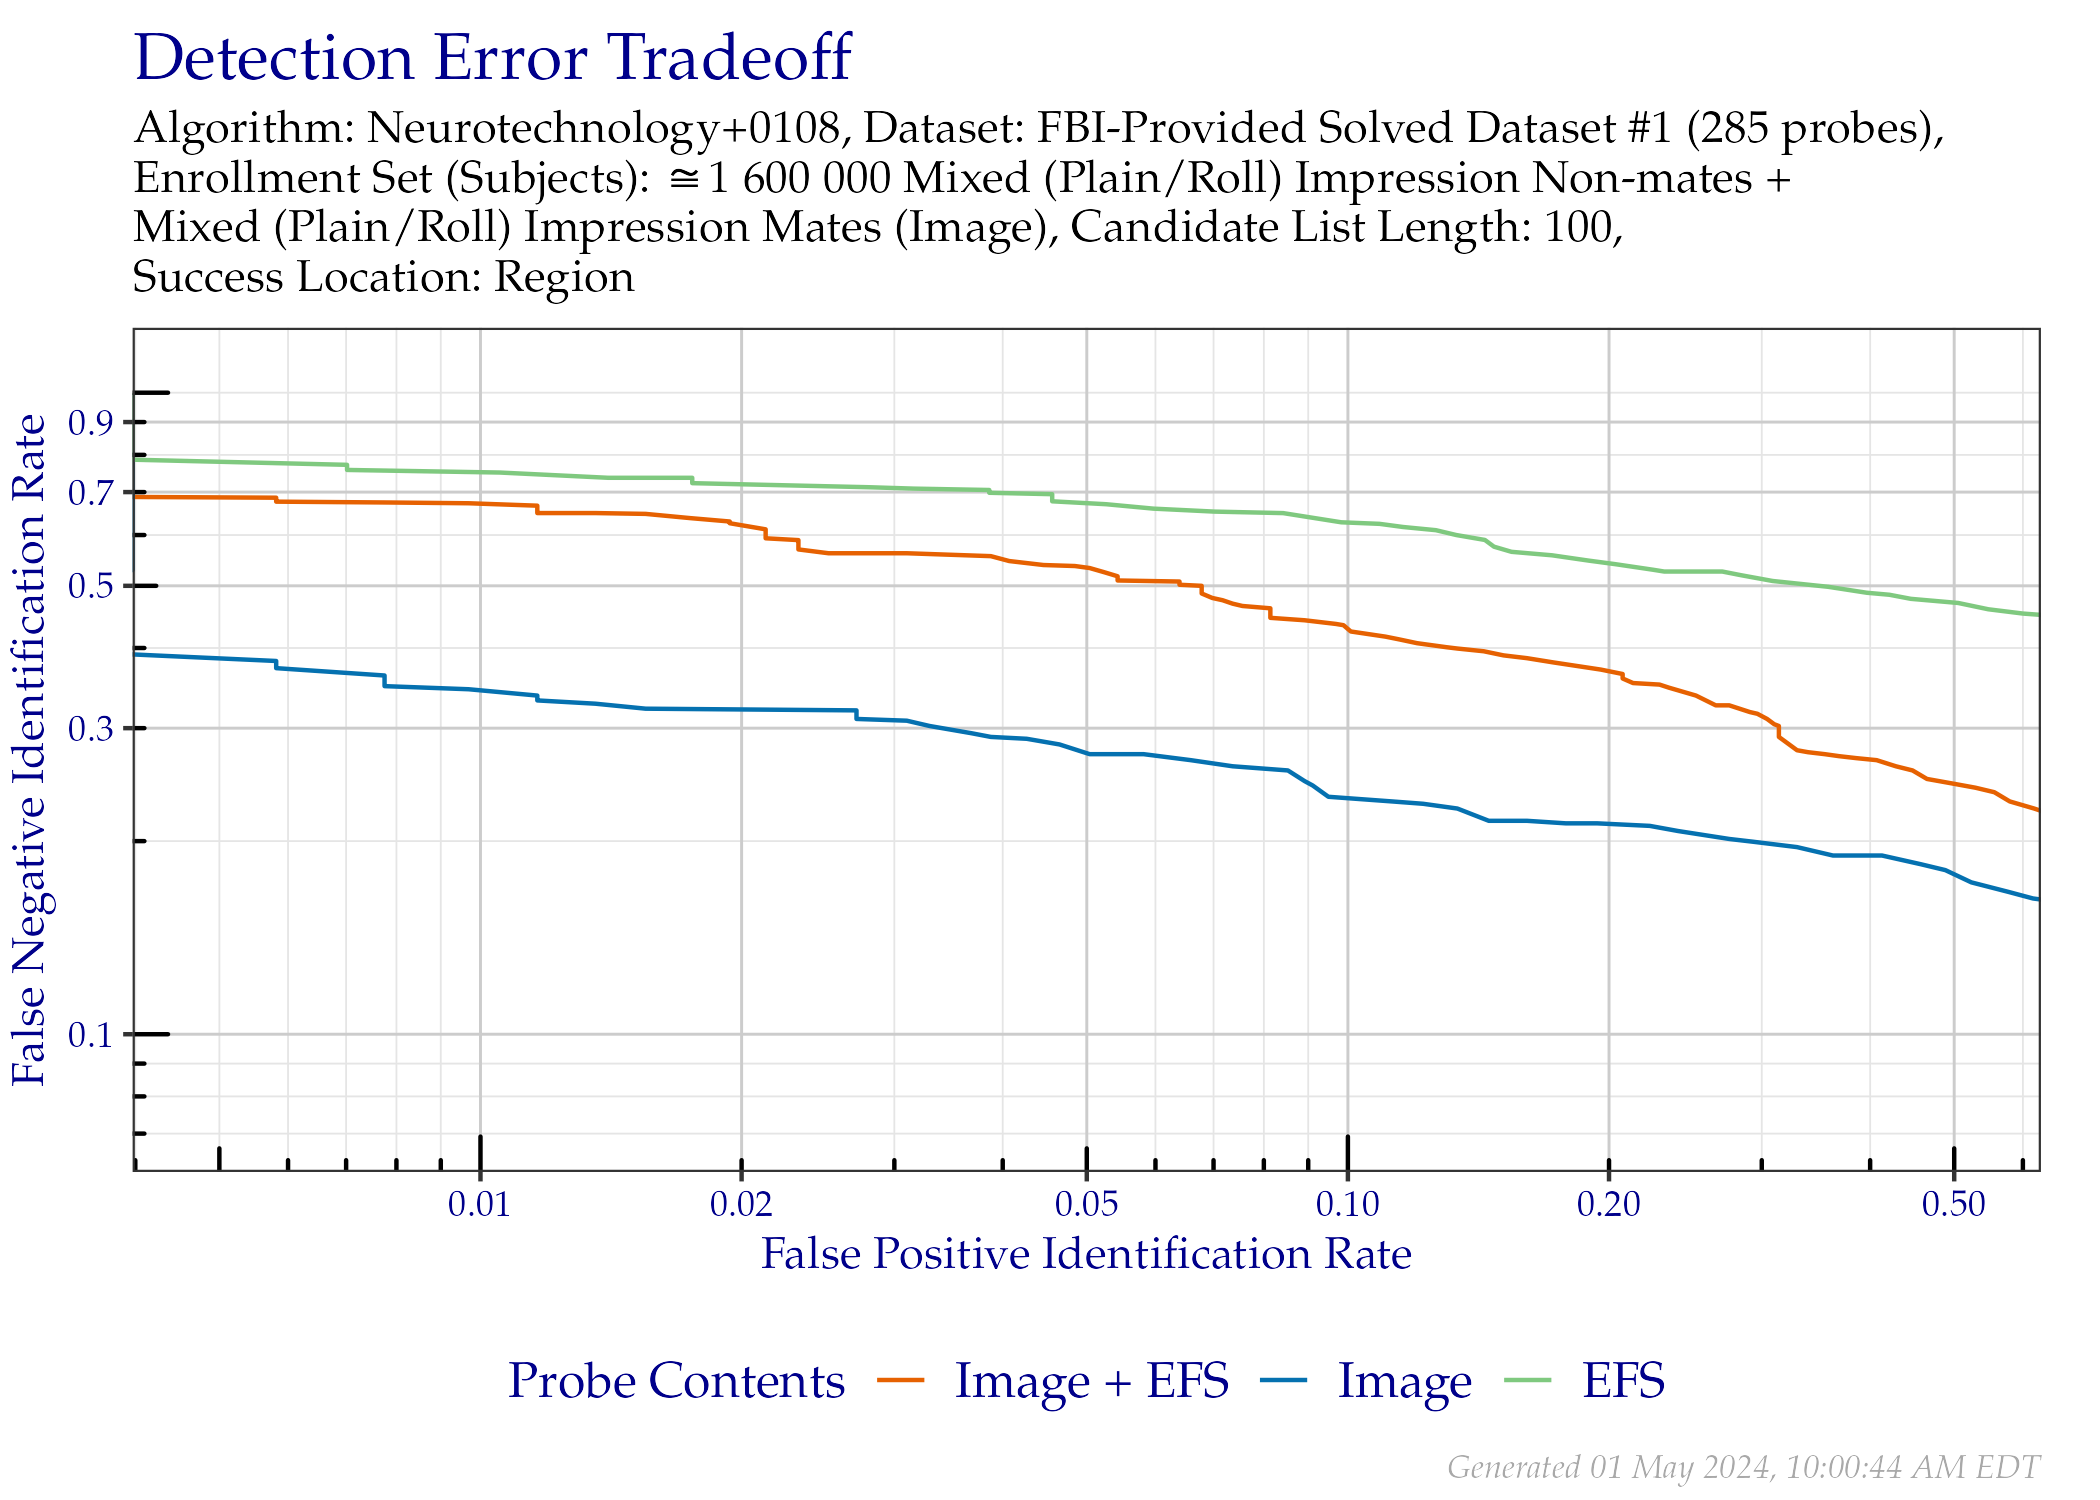 Detection Error Tradeoff
Algorithm: Neurotechnology+0108, Dataset: FBI-Provided Solved Dataset #1 (285 probes),
Enrollment Set (Subjects): ≅ 1 600 000 Mixed (Plain/Roll) Impression Non-mates +
Mixed (Plain/Roll) Impression Mates (Image), Candidate List Length: 100,
Success Location: Region
False Negative Identification Rate
0.9
0.7
0.5
0.3
0.1
0.01 0.02 0.05 0.10 0.20 0.50
False Positive Identification Rate
Probe Contents Image + EFS Image EFS
Generated 01 May 2024, 10:00:44 AM EDT